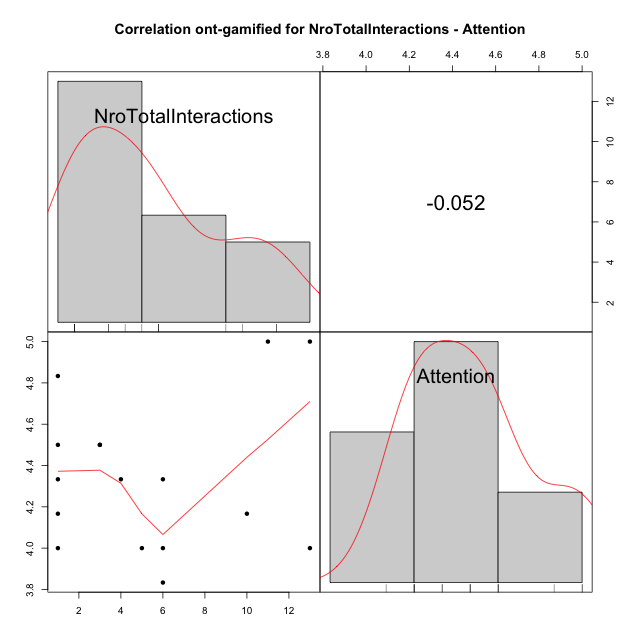 Correlation ont-gamified for NroTotalInteractions - Attention
3.8 4.0 4.2 4.4 4.6 4.8 5.0
NroTotalInteractions
-0.052
12
10
8
6
4
2
5.0
4.8
4.6
4.4
4.2
4.0
3.8
Attention
2 4 6 8 10 12